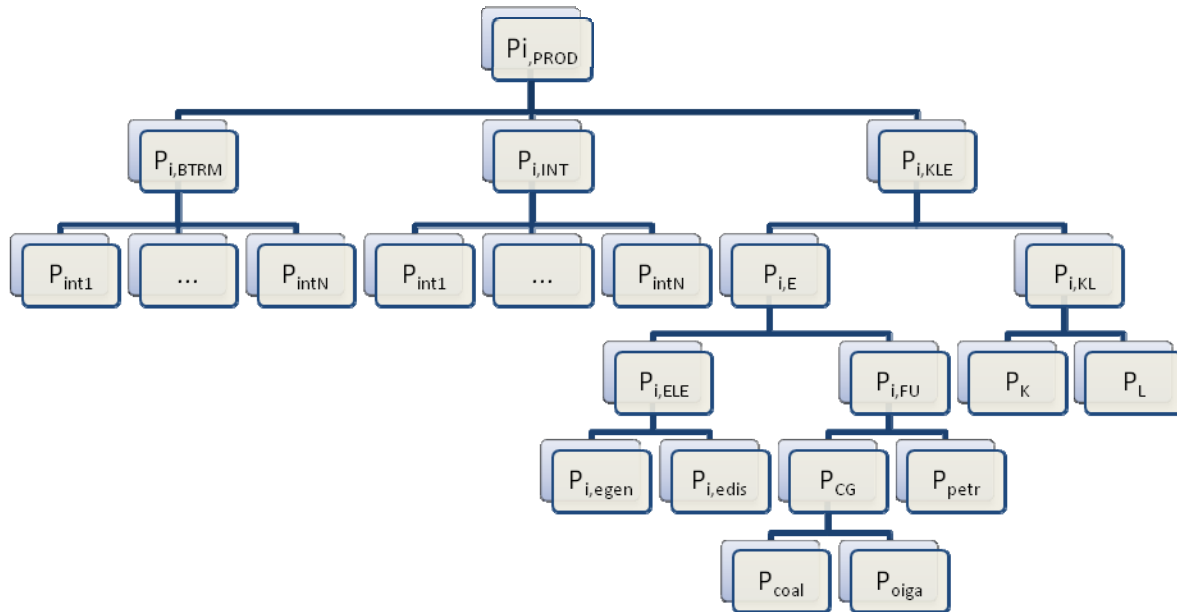 Pi,PROD
Pi,BTRM
Pi,INT
Pi,KLE
Pint1
...
PintN
Pint1
...
PintN
Pi,E
Pi,KL
Pi,ELE
Pi,FU
PK
PL
Pi,egen
Pi,edis
PCG
Ppetr
Pcoal
Poiga